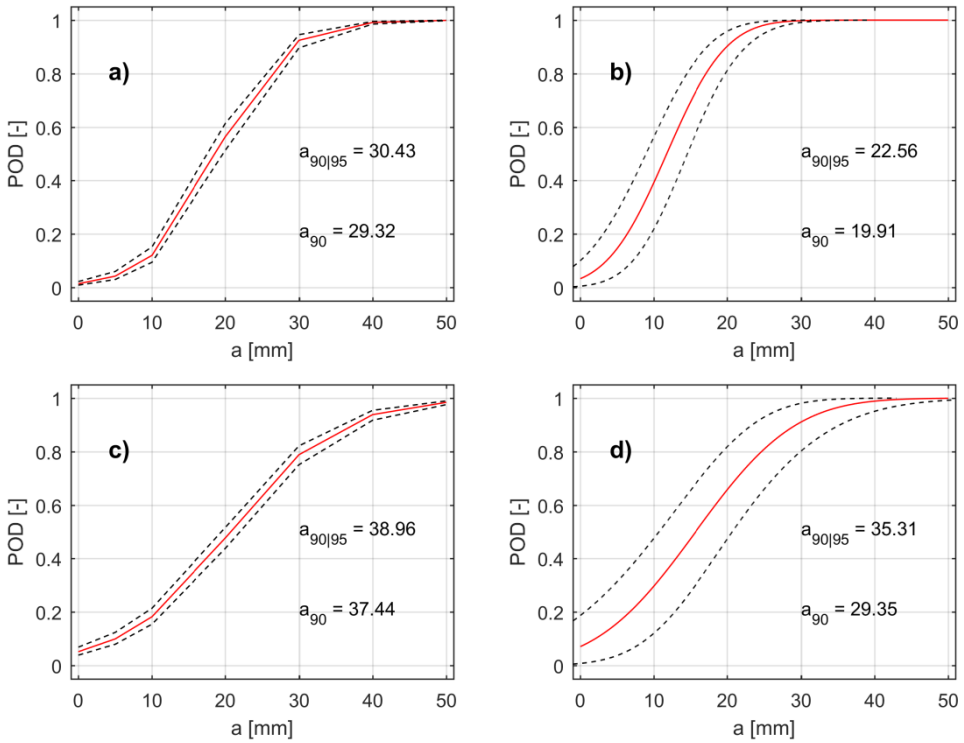 a)
POD [-]
1
0.8
0.6
0.4
0.2
0
a90|95 = 30.43
a90 = 29.32
0 10 20 30 40 50
a [mm]
b)
POD [-]
1
0.8
0.6
0.4
0.2
0
a90|95 = 22.56
a90 = 19.91
0 10 20 30 40 50
a [mm]
c)
POD [-]
1
0.8
0.6
0.4
0.2
0
a90|95 = 38.96
a90 = 37.44
0 10 20 30 40 50
a [mm]
d)
POD [-]
1
0.8
0.6
0.4
0.2
0
a90|95 = 35.31
a90 = 29.35
0 10 20 30 40 50
a [mm]